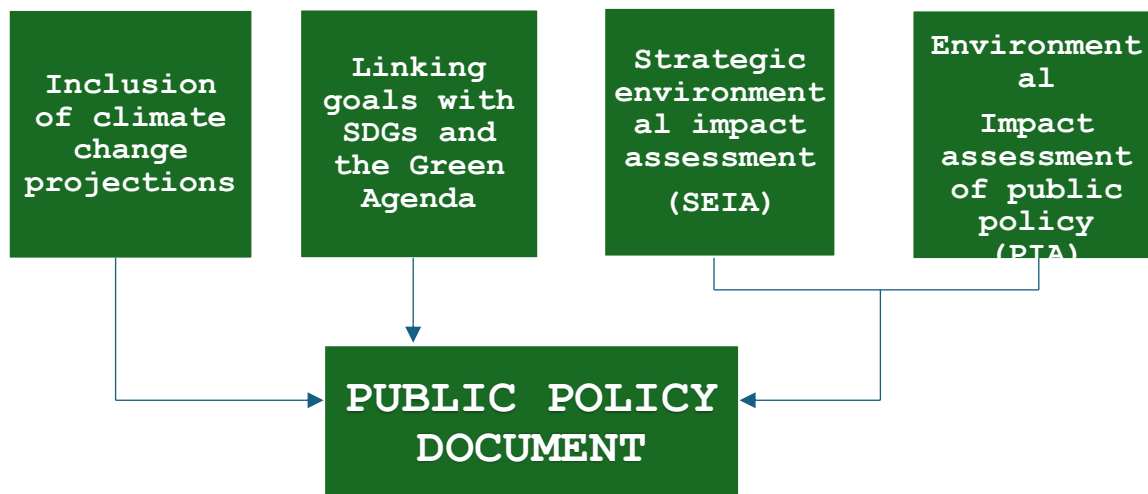 Inclusion
of climate
change
projections
Linking
goals with
SDGs and
the Green
Agenda
Strategic
environment
al impact
assessment
(SEIA)
Environment
al
Impact
assessment
of public
policy
(PIA)
PUBLIC POLICY
DOCUMENT